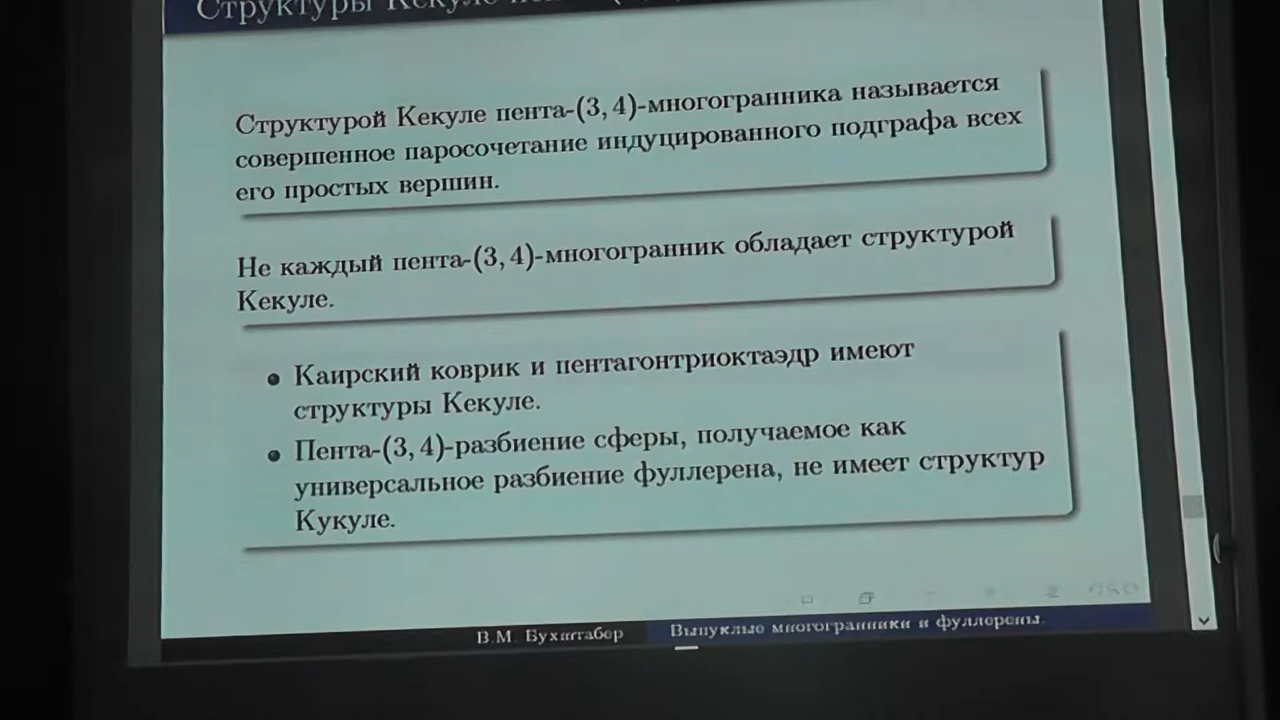 Структуры Кекуле
Структурой Кекуле пента-(3, 4)-многогранника называется
совершенное паросочетание индуцированного подграфа всех
его простых вершин.
Не каждый пента-(3, 4)-многогранник обладает структурой
Кекуле.
Каирский коврик и пентагонтриоктаэдр имеют
структуры Кекуле.
Пента-(3, 4)-разбиение сферы, получаемое как
универсальное разбиение фуллерена, не имеет структур
Кукуле.
В.М. Бухштабер
Выпуклые многогранники и фуллерены.